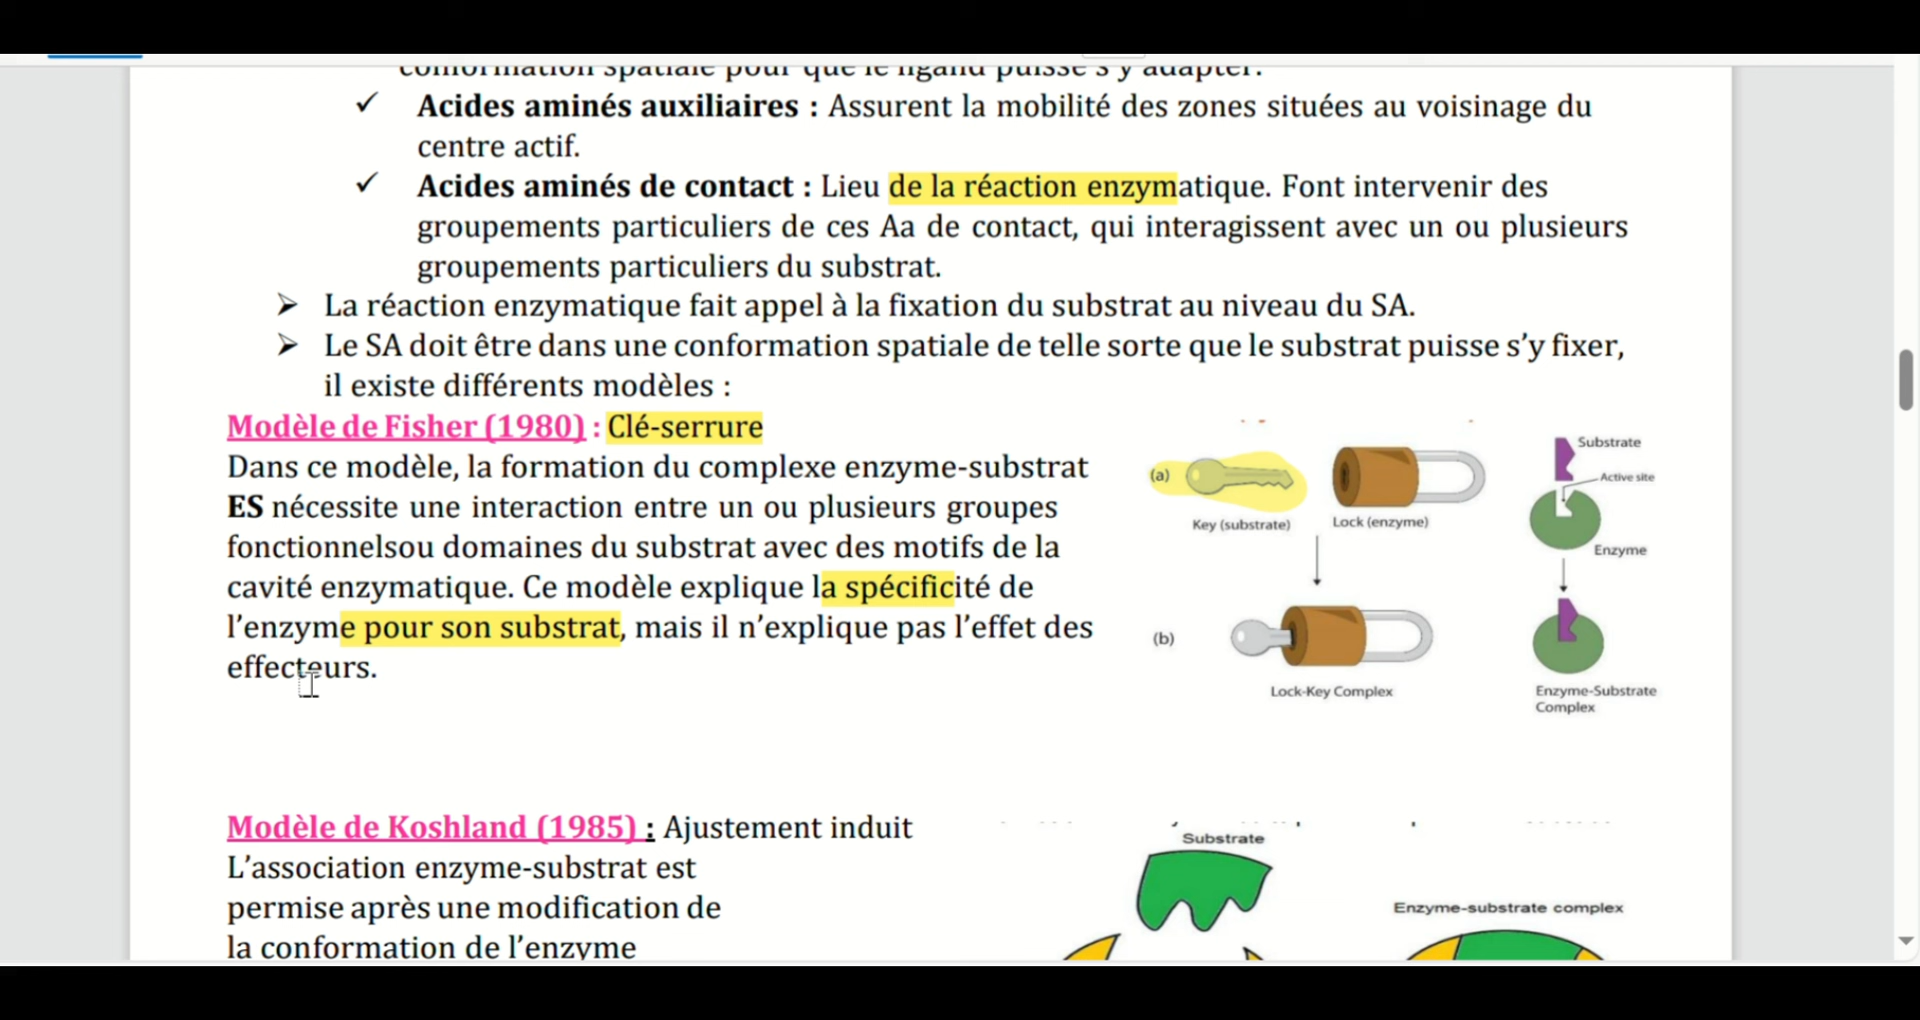 conformation spatiale pour que le ligand puisse s'y adapter.
✓ Acides aminés auxiliaires : Assurent la mobilité des zones situées au voisinage du
centre actif.
✓ Acides aminés de contact : Lieu de la réaction enzymatique. Font intervenir des
groupements particuliers de ces Aa de contact, qui interagissent avec un ou plusieurs
groupements particuliers du substrat.
➢ La réaction enzymatique fait appel à la fixation du substrat au niveau du SA.
➢ Le SA doit être dans une conformation spatiale de telle sorte que le substrat puisse s’y fixer,
il existe différents modèles :
Modèle de Fisher (1980) : Clé-serrure
Dans ce modèle, la formation du complexe enzyme-substrat
ES nécessite une interaction entre un ou plusieurs groupes
fonctionnelsou domaines du substrat avec des motifs de la
cavité enzymatique. Ce modèle explique la spécificité de
l’enzyme pour son substrat, mais il n’explique pas l’effet des
effecteurs.
(a)
Key (substrate)
Lock (enzyme)
Substrate
Active site
Enzyme
(b)
Lock-Key Complex
Enzyme-Substrate
Complex
Modèle de Koshland (1985) : Ajustement induit
L’association enzyme-substrat est
permise après une modification de
la conformation de l’enzyme
Substrate
Enzyme-substrate complex